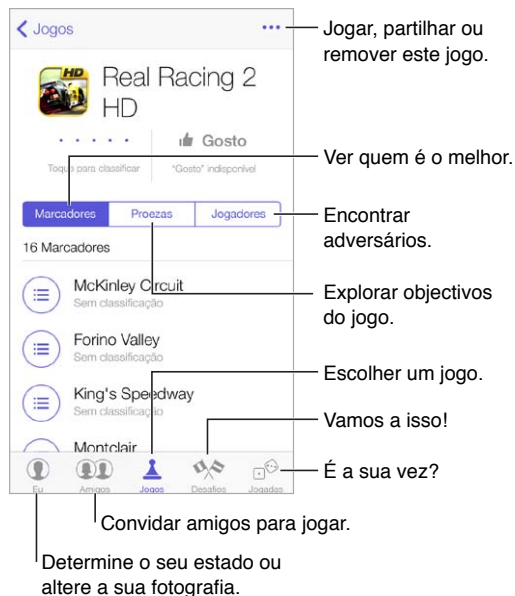 Jogos
Real Racing 2
HD
HD
Gosto
Toque para classificar
"Gosto" indisponível
Marcadores
Proezas
Jogadores
16 Marcadores
McKinley Circuit
Sem classificação
Forino Valley
Sem classificação
King's Speedway
Sem classificação
Montclair
Eu
Amigos
Jogos
Desafios
Jogadas
Jogar, partilhar ou
remover este jogo.
Ver quem é o melhor.
Encontrar
adversários.
Explorar objectivos
do jogo.
Escolher um jogo.
Vamos a isso!
É a sua vez?
Convidar amigos para jogar.
Determine o seu estado ou
altere a sua fotografia.